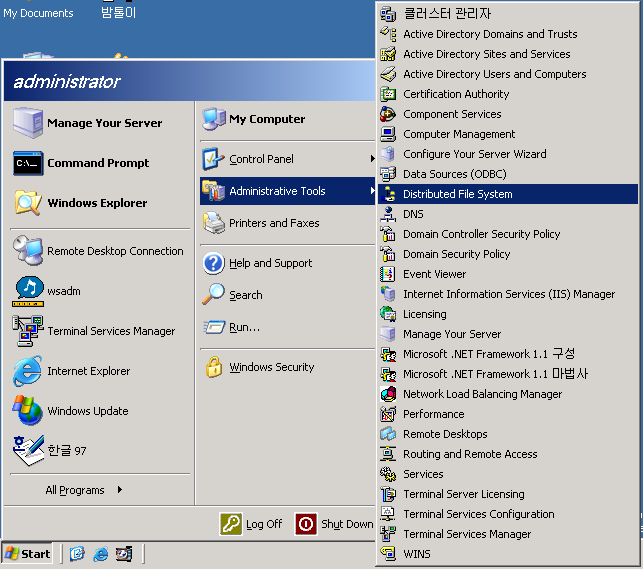 My Documents
밤톨이
administrator
Manage Your Server
Command Prompt
C:\_
Windows Explorer
Remote Desktop Connection
wsadm
Terminal Services Manager
Internet Explorer
Windows Update
한글 97
All Programs
My Computer
Control Panel
Administrative Tools
Printers and Faxes
Help and Support
Search
Run...
Windows Security
Log Off
Shut Down
Start
클러스터 관리자
Active Directory Domains and Trusts
Active Directory Sites and Services
Active Directory Users and Computers
Certification Authority
Component Services
Computer Management
Configure Your Server Wizard
Data Sources (ODBC)
Distributed File System
DNS
Domain Controller Security Policy
Domain Security Policy
Event Viewer
Internet Information Services (IIS) Manager
Licensing
Manage Your Server
Microsoft .NET Framework 1.1 구성
Microsoft .NET Framework 1.1 마법사
Network Load Balancing Manager
Performance
Remote Desktops
Routing and Remote Access
Services
Terminal Server Licensing
Terminal Services Configuration
Terminal Services Manager
WINS